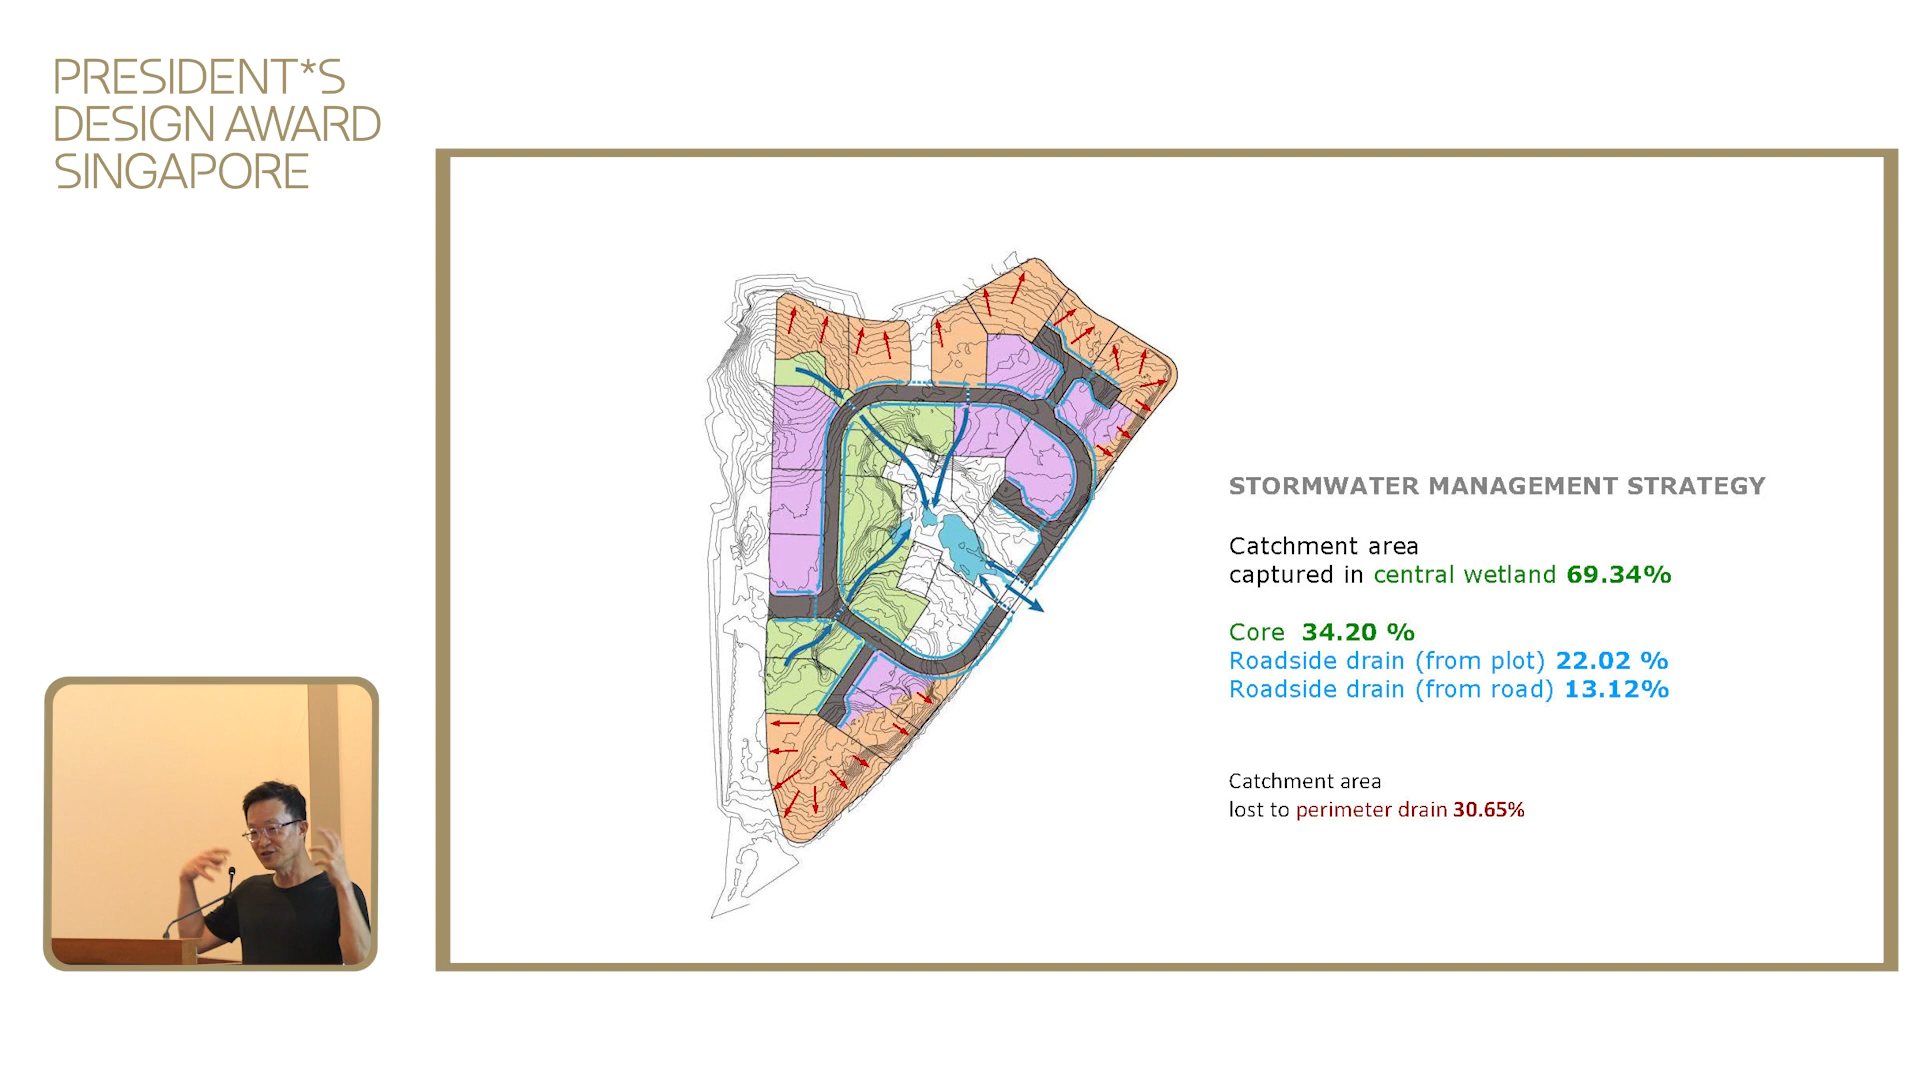 PRESIDENT*S
DESIGN AWARD
SINGAPORE
STORMWATER MANAGEMENT STRATEGY
Catchment area
captured in central wetland 69.34%
Core 34.20 %
Roadside drain (from plot) 22.02 %
Roadside drain (from road) 13.12%
Catchment area
lost to perimeter drain 30.65%